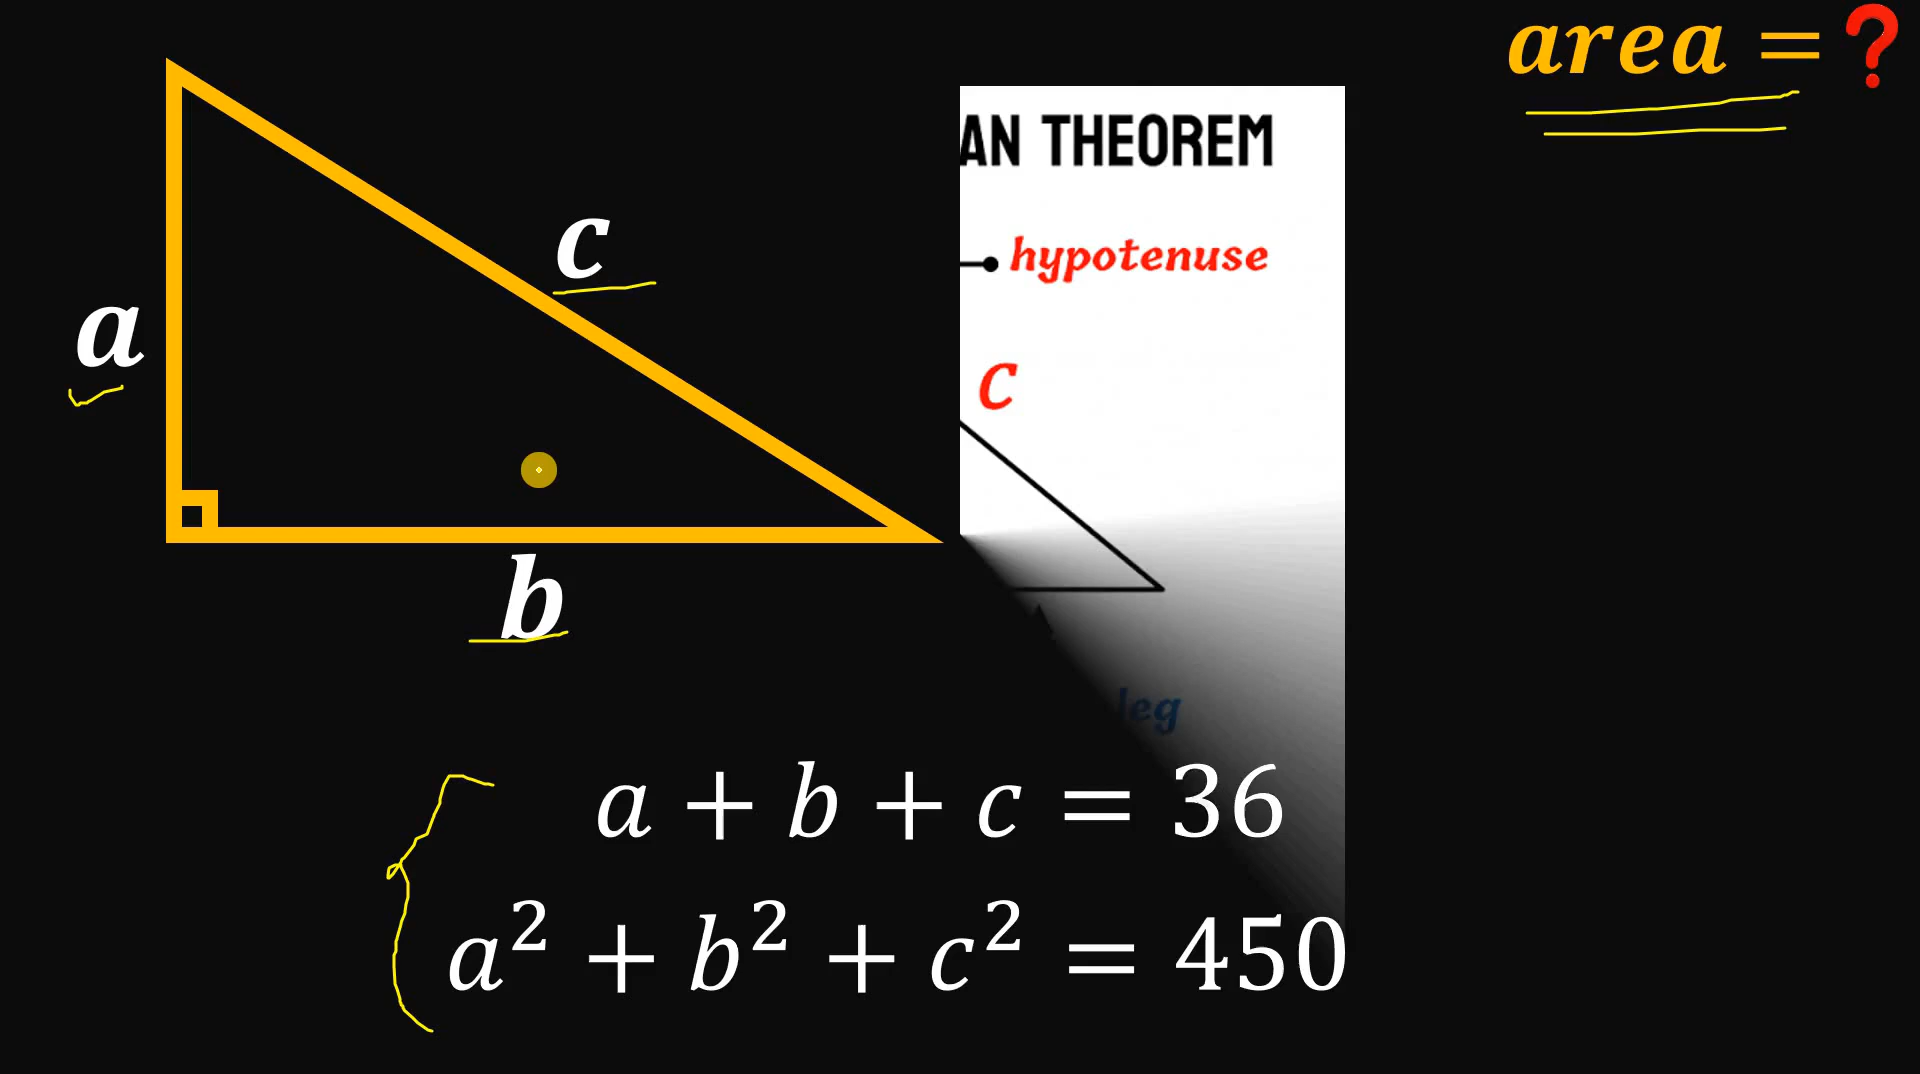 area = ?
AN THEOREM
hypotenuse
c
C
a
b
leg
a + b + c = 36
a² + b² + c² = 450